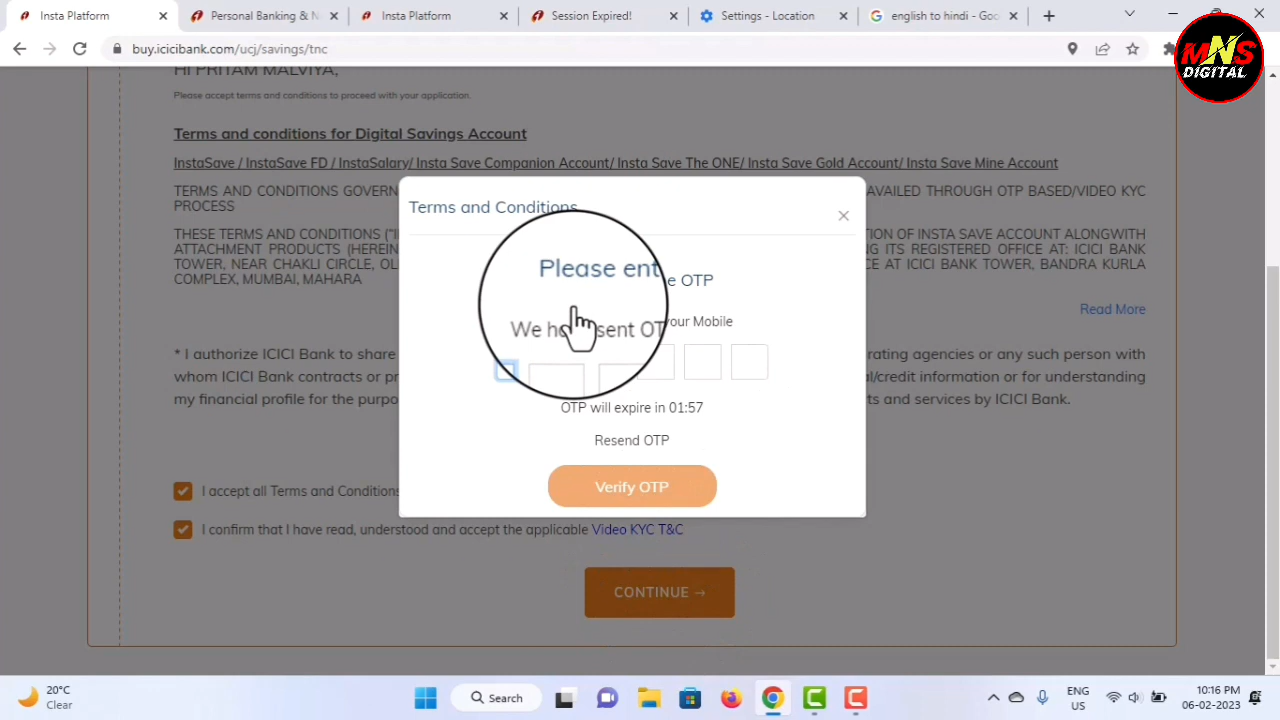 Insta Platform
Personal Banking & N
Insta Platform
Session Expired!
Settings - Location
english to hindi - Goo
buy.icicibank.com/ucj/savings/tnc
MNS
DIGITAL
HI PRITAM MALVIYA,
Please accept terms and conditions to proceed with your application.
Terms and conditions for Digital Savings Account
InstaSave / InstaSave FD / InstaSalary/ Insta Save Companion Account/ Insta Save The ONE/ Insta Save Gold Account/ Insta Save Mine Account
TERMS AND CONDITIONS GOVERN AVAILED THROUGH OTP BASED/VIDEO KYC
PROCESS
THESE TERMS AND CONDITIONS ION OF INSTA SAVE ACCOUNT ALONGWITH
ATTACHMENT PRODUCTS (HEREIN NG ITS REGISTERED OFFICE AT: ICICI BANK
TOWER, NEAR CHAKLI CIRCLE, OL CE AT ICICI BANK TOWER, BANDRA KURLA
COMPLEX, MUMBAI, MAHARA
Read More
* I authorize ICICI Bank to share rating agencies or any such person with
whom ICICI Bank contracts or pr al/credit information or for understanding
my financial profile for the purpo ts and services by ICICI Bank.
Terms and Conditions
Please ent e OTP
We ha sent OT your Mobile
OTP will expire in 01:57
Resend OTP
Verify OTP
I accept all Terms and Conditions
I confirm that I have read, understood and accept the applicable Video KYC T&C
CONTINUE →
20°C
Clear
Search
ENG
US
10:16 PM
06-02-2023